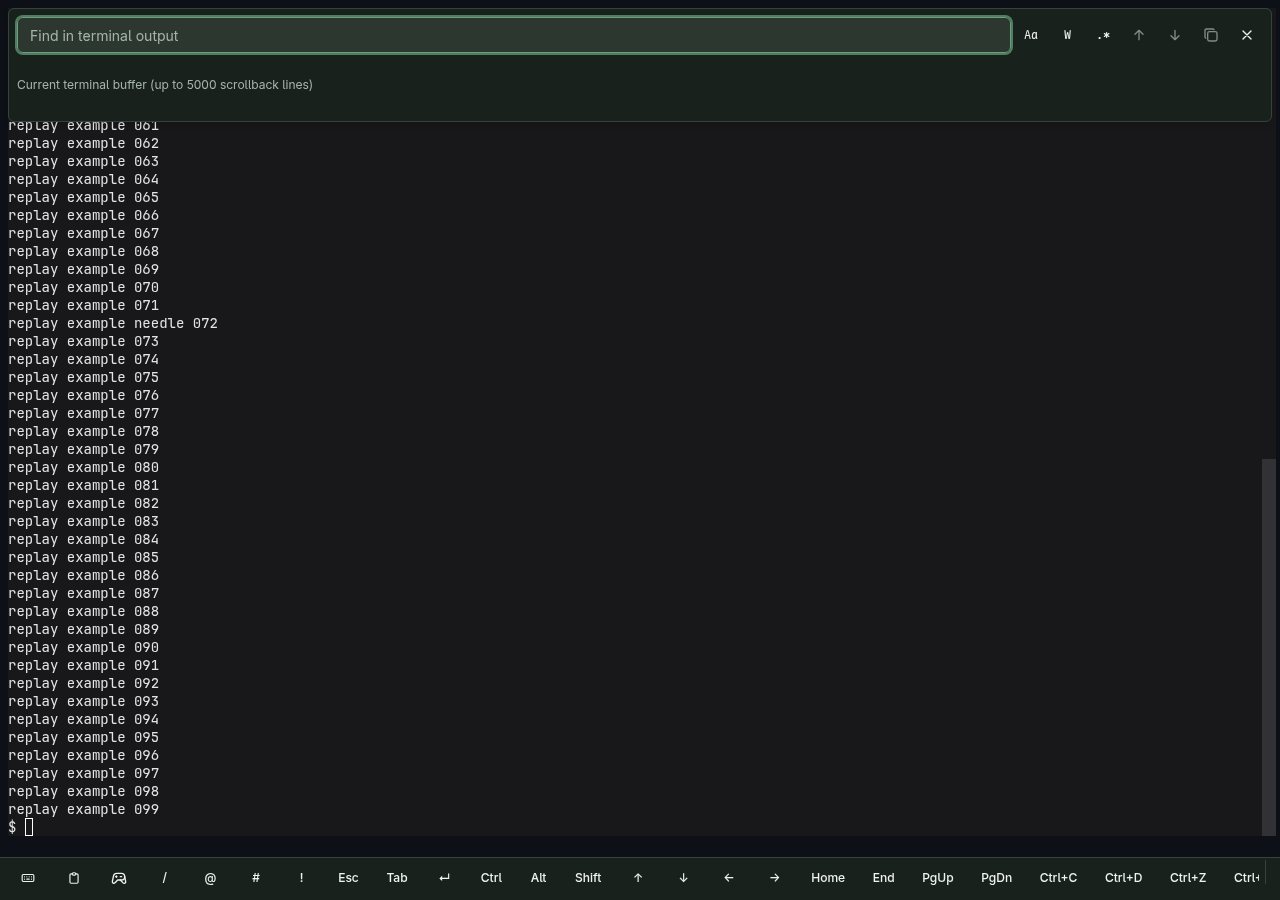 Find in terminal output Aa W .* ↑ ↓
Current terminal buffer (up to 5000 scrollback lines)
replay example 061
replay example 062
replay example 063
replay example 064
replay example 065
replay example 066
replay example 067
replay example 068
replay example 069
replay example 070
replay example 071
replay example needle 072
replay example 073
replay example 074
replay example 075
replay example 076
replay example 077
replay example 078
replay example 079
replay example 080
replay example 081
replay example 082
replay example 083
replay example 084
replay example 085
replay example 086
replay example 087
replay example 088
replay example 089
replay example 090
replay example 091
replay example 092
replay example 093
replay example 094
replay example 095
replay example 096
replay example 097
replay example 098
replay example 099
$
/ @ # ! Esc Tab ↵ Ctrl Alt Shift ↑ ↓ ← → Home End PgUp PgDn Ctrl+C Ctrl+D Ctrl+Z Ctrl+